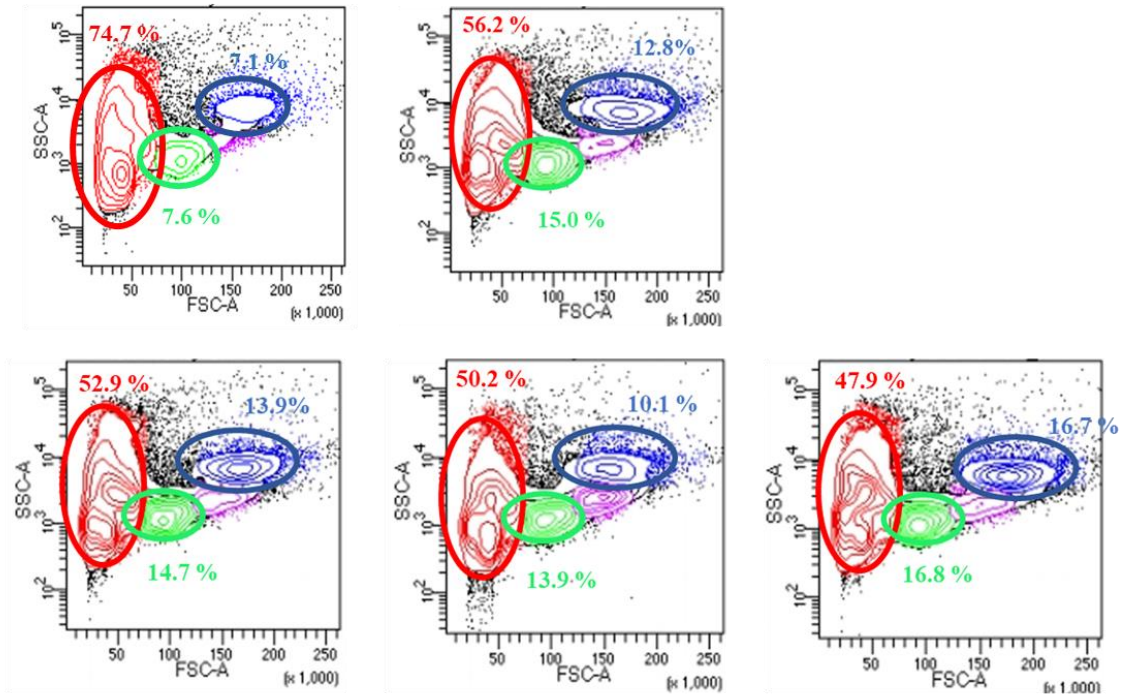 74.7 %
7.1 %
7.6 %
SSC-A
10^5
10^4
10^3
10^2
50 100 150 200 250
FSC-A
(x 1,000)
56.2 %
12.8%
15.0 %
SSC-A
10^5
10^4
10^3
10^2
50 100 150 200 250
FSC-A
(x 1,000)
52.9 %
13.9%
14.7 %
SSC-A
10^5
10^4
10^3
10^2
50 100 150 200 250
FSC-A
(x 1,000)
50.2 %
10.1%
13.9 %
SSC-A
10^5
10^4
10^3
10^2
50 100 150 200 250
FSC-A
(x 1,000)
47.9 %
16.7 %
16.8 %
SSC-A
10^5
10^4
10^3
10^2
50 100 150 200 250
FSC-A
(x 1,000)